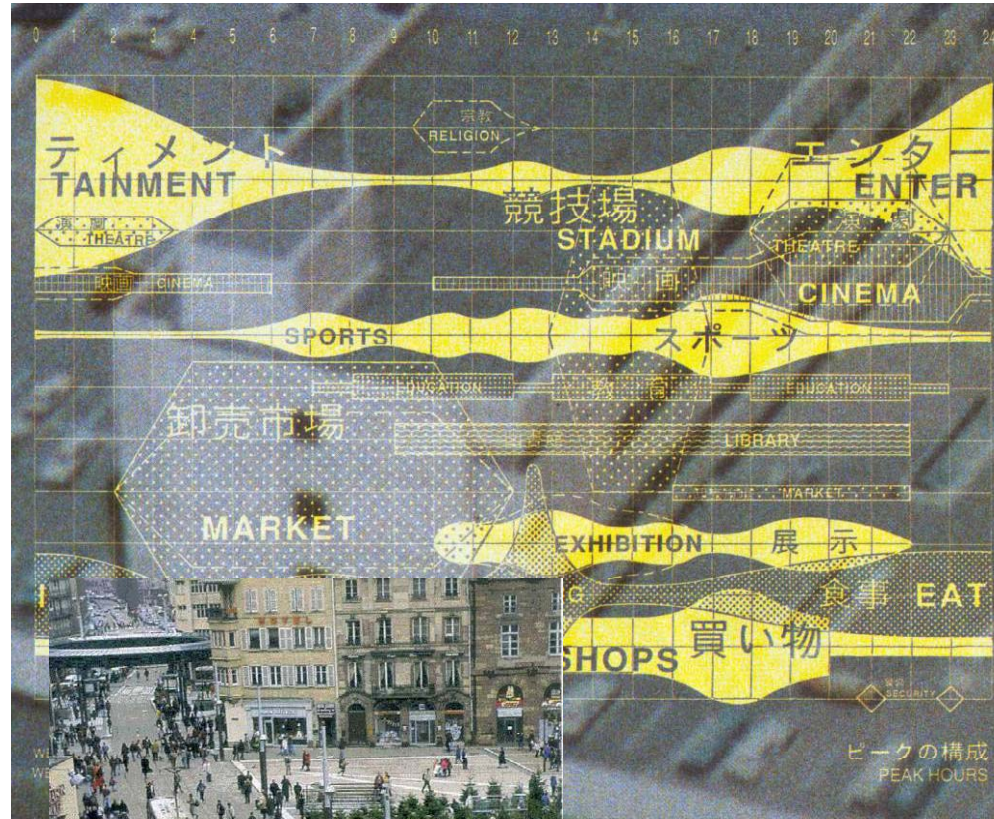 0 1 2 3 4 5 6 7 8 9 10 11 12 13 14 15 16 17 18 19 20 21 22 23 24
宗教
RELIGION
ティメント
TAINMENT
エンター
ENTER
競技場
STADIUM
演劇
THEATRE
演劇
THEATRE
映画 CINEMA
映画
CINEMA
SPORTS
スポーツ
EDUCATION
教育
EDUCATION
卸売市場
LIBRARY
MARKET
MARKET
EXHIBITION
展示
G
食事 EAT
SHOPS
買い物
SECURITY
HOTEL
ピークの構成
PEAK HOURS